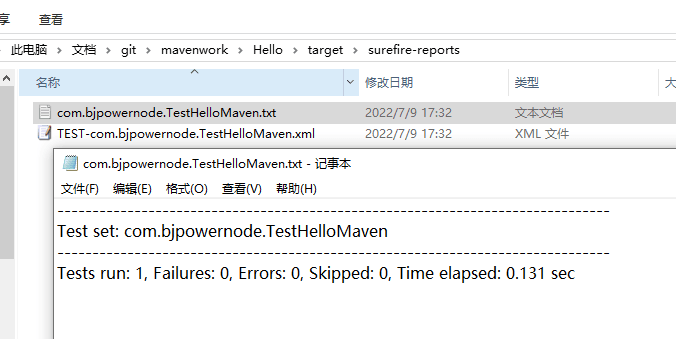 享 查看
此电脑 > 文档 > git > mavenwork > Hello > target > surefire-reports
名称 修改日期 类型 大
com.bjpowernode.TestHelloMaven.txt 2022/7/9 17:32 文本文档
TEST-com.bjpowernode.TestHelloMaven.xml 2022/7/9 17:32 XML 文件
com.bjpowernode.TestHelloMaven.txt - 记事本
文件(F) 编辑(E) 格式(O) 查看(V) 帮助(H)
-------------------------------------------------------------------------------
Test set: com.bjpowernode.TestHelloMaven
-------------------------------------------------------------------------------
Tests run: 1, Failures: 0, Errors: 0, Skipped: 0, Time elapsed: 0.131 sec